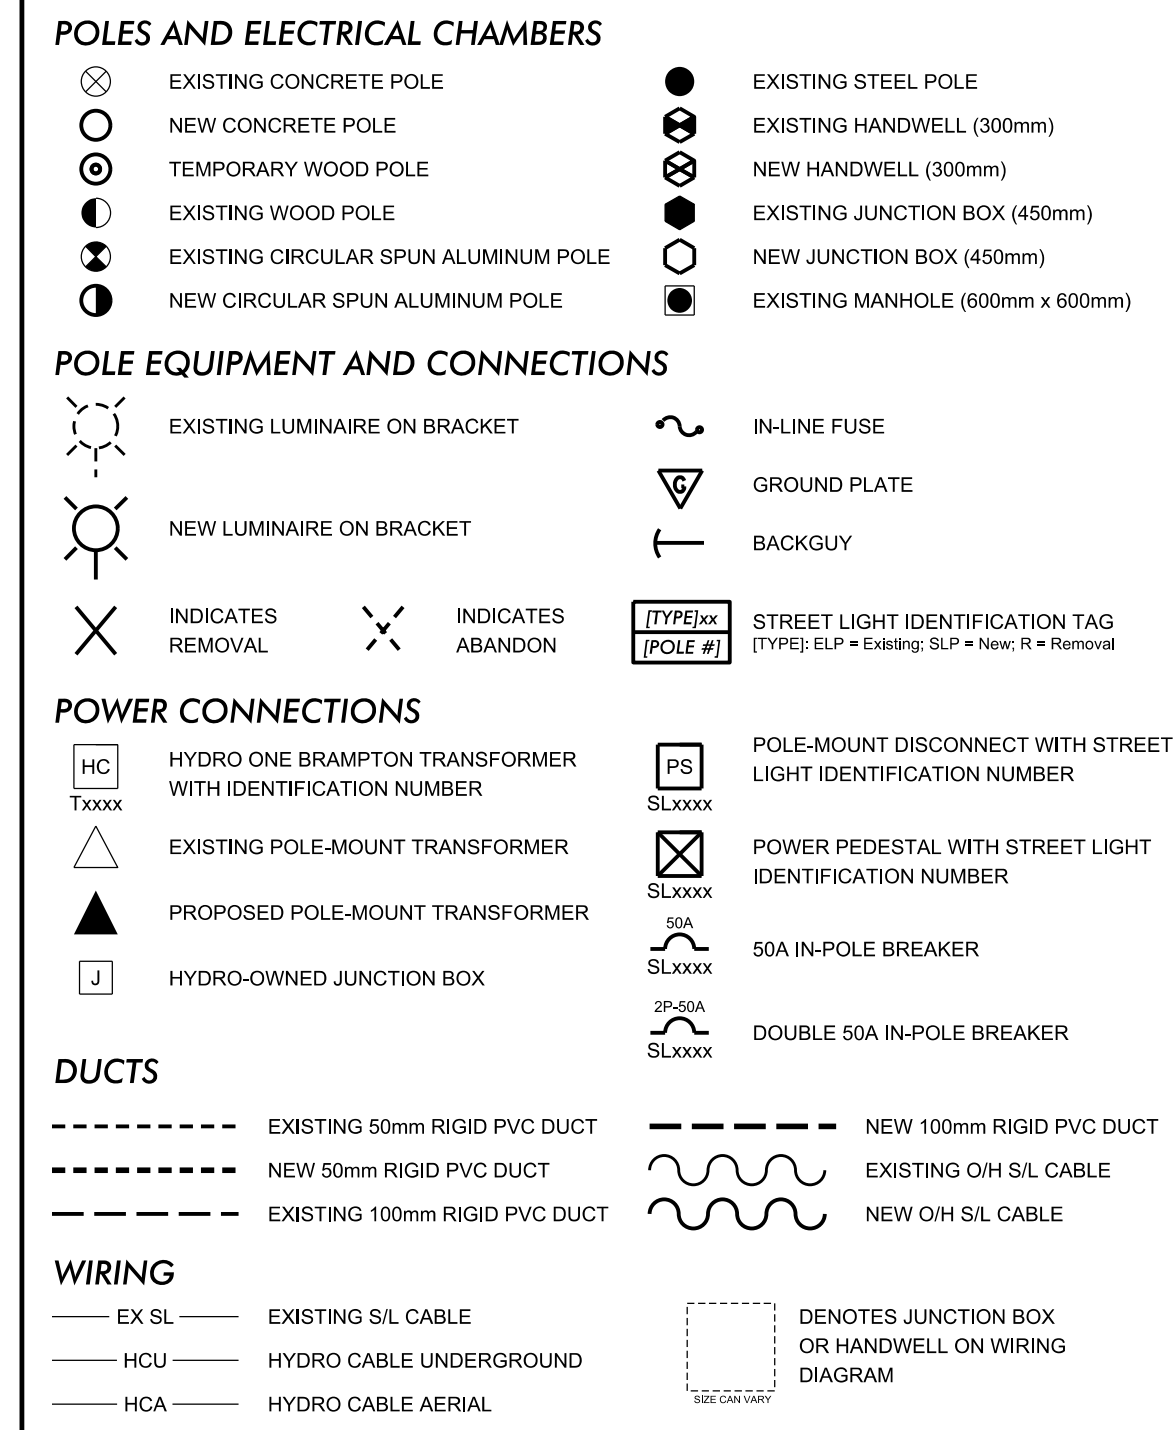 POLES AND ELECTRICAL CHAMBERS
EXISTING CONCRETE POLE
NEW CONCRETE POLE
TEMPORARY WOOD POLE
EXISTING WOOD POLE
EXISTING CIRCULAR SPUN ALUMINUM POLE
NEW CIRCULAR SPUN ALUMINUM POLE
EXISTING STEEL POLE
EXISTING HANDWELL (300mm)
NEW HANDWELL (300mm)
EXISTING JUNCTION BOX (450mm)
NEW JUNCTION BOX (450mm)
EXISTING MANHOLE (600mm x 600mm)
POLE EQUIPMENT AND CONNECTIONS
EXISTING LUMINAIRE ON BRACKET
NEW LUMINAIRE ON BRACKET
INDICATES
REMOVAL
INDICATES
ABANDON
IN-LINE FUSE
G
GROUND PLATE
BACKGUY
[TYPE]xx
[POLE #]
STREET LIGHT IDENTIFICATION TAG
[TYPE]: ELP = Existing; SLP = New; R = Removal
POWER CONNECTIONS
HC
Txxxx
HYDRO ONE BRAMPTON TRANSFORMER
WITH IDENTIFICATION NUMBER
EXISTING POLE-MOUNT TRANSFORMER
PROPOSED POLE-MOUNT TRANSFORMER
J
HYDRO-OWNED JUNCTION BOX
PS
SLxxxx
POLE-MOUNT DISCONNECT WITH STREET
LIGHT IDENTIFICATION NUMBER
SLxxxx
POWER PEDESTAL WITH STREET LIGHT
IDENTIFICATION NUMBER
50A
SLxxxx
50A IN-POLE BREAKER
2P-50A
SLxxxx
DOUBLE 50A IN-POLE BREAKER
DUCTS
EXISTING 50mm RIGID PVC DUCT
NEW 50mm RIGID PVC DUCT
EXISTING 100mm RIGID PVC DUCT
NEW 100mm RIGID PVC DUCT
EXISTING O/H S/L CABLE
NEW O/H S/L CABLE
WIRING
EX SL
EXISTING S/L CABLE
HCU
HYDRO CABLE UNDERGROUND
HCA
HYDRO CABLE AERIAL
SIZE CAN VARY
DENOTES JUNCTION BOX
OR HANDWELL ON WIRING
DIAGRAM